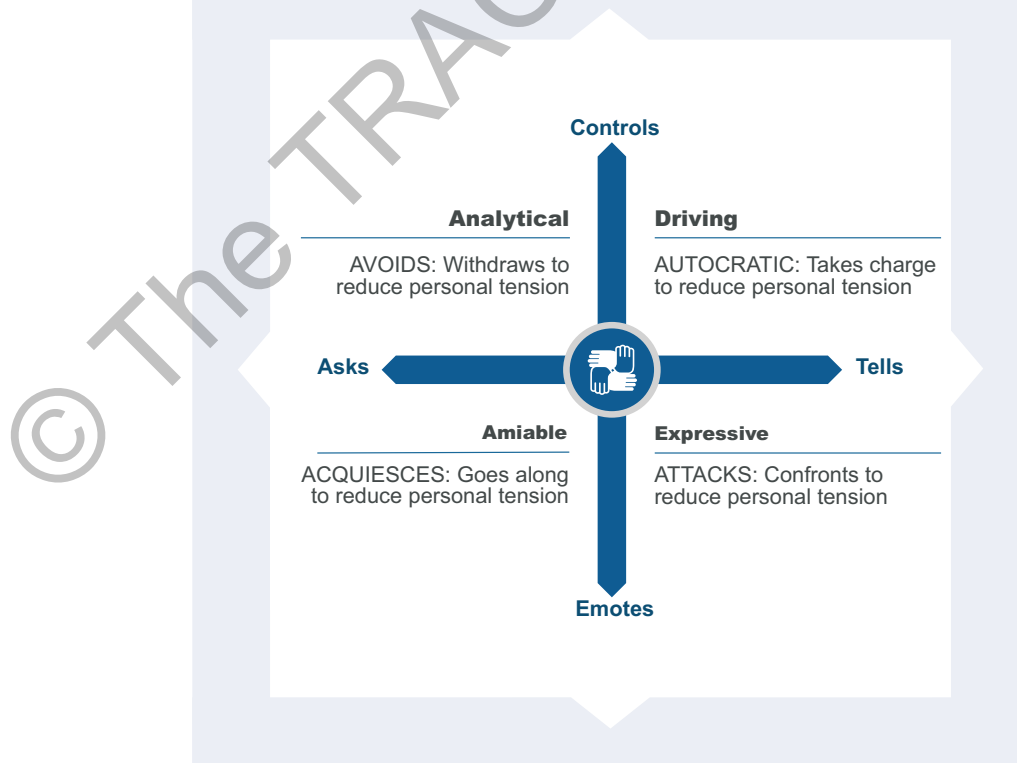 © The TRAC
Controls
Analytical
AVOIDS: Withdraws to
reduce personal tension
Driving
AUTOCRATIC: Takes charge
to reduce personal tension
Asks
Tells
Amiable
ACQUIESCES: Goes along
to reduce personal tension
Expressive
ATTACKS: Confronts to
reduce personal tension
Emotes